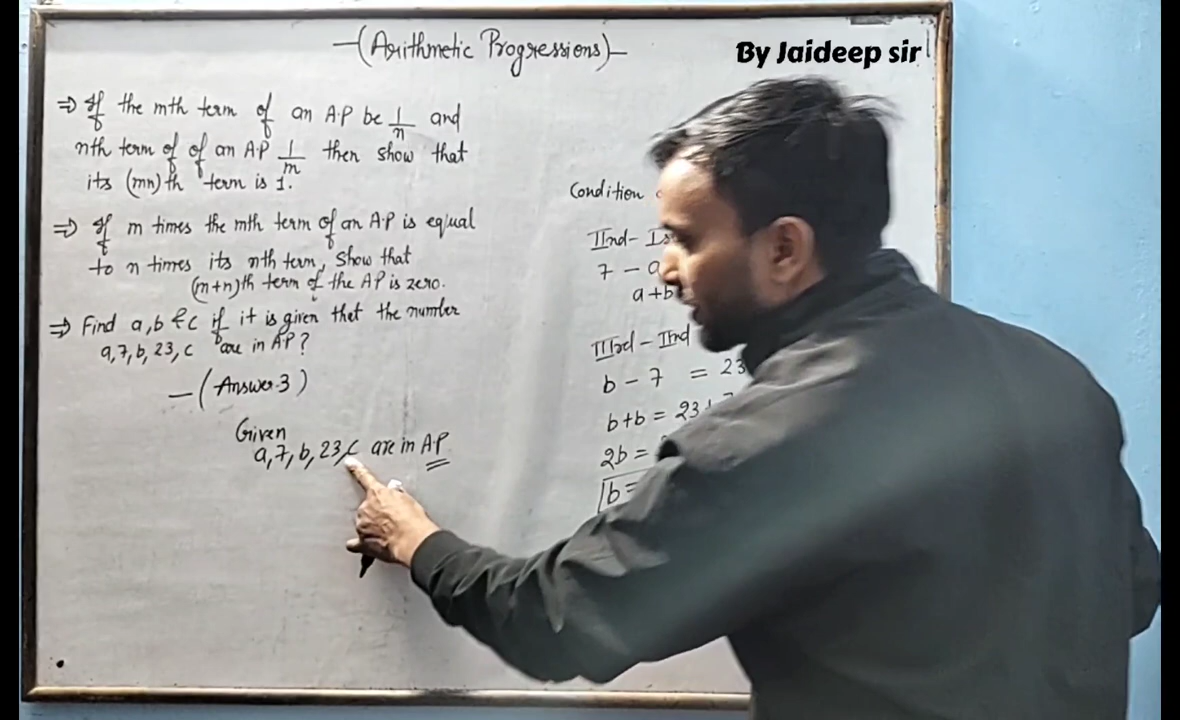 —(Arithmetic Progressions)—
By Jaideep sir
⇒ If the mth term of an A.P be 1/n and
nth term of of an A.P 1/m then show that
its (mn)th term is 1.
⇒ If m times the mth term of an A.P is equal
to n times its nth term, Show that
(m+n)th term of the AP is zero.
⇒ Find a, b & c if it is given that the number
a, 7, b, 23, c are in A.P?
—(Answer-3)
Given
a, 7, b, 23, c are in A.P
Condition
IInd - Ist
7 - a
a+b
IIIrd - IInd
b - 7 = 23
b+b = 23+7
2b =
b=